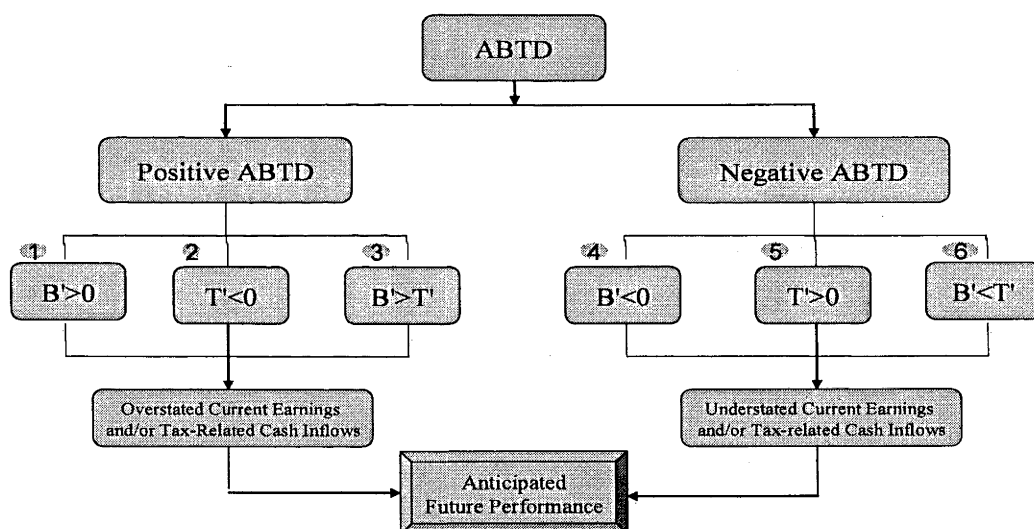 ABTD
Positive ABTD
Negative ABTD
1 2 3 4 5 6
B'>0 T'<0 B'>T' B'<0 T'>0 B'<T'
Overstated Current Earnings
and/or Tax-Related Cash Inflows
Understated Current Earnings
and/or Tax-related Cash Inflows
Anticipated
Future Performance